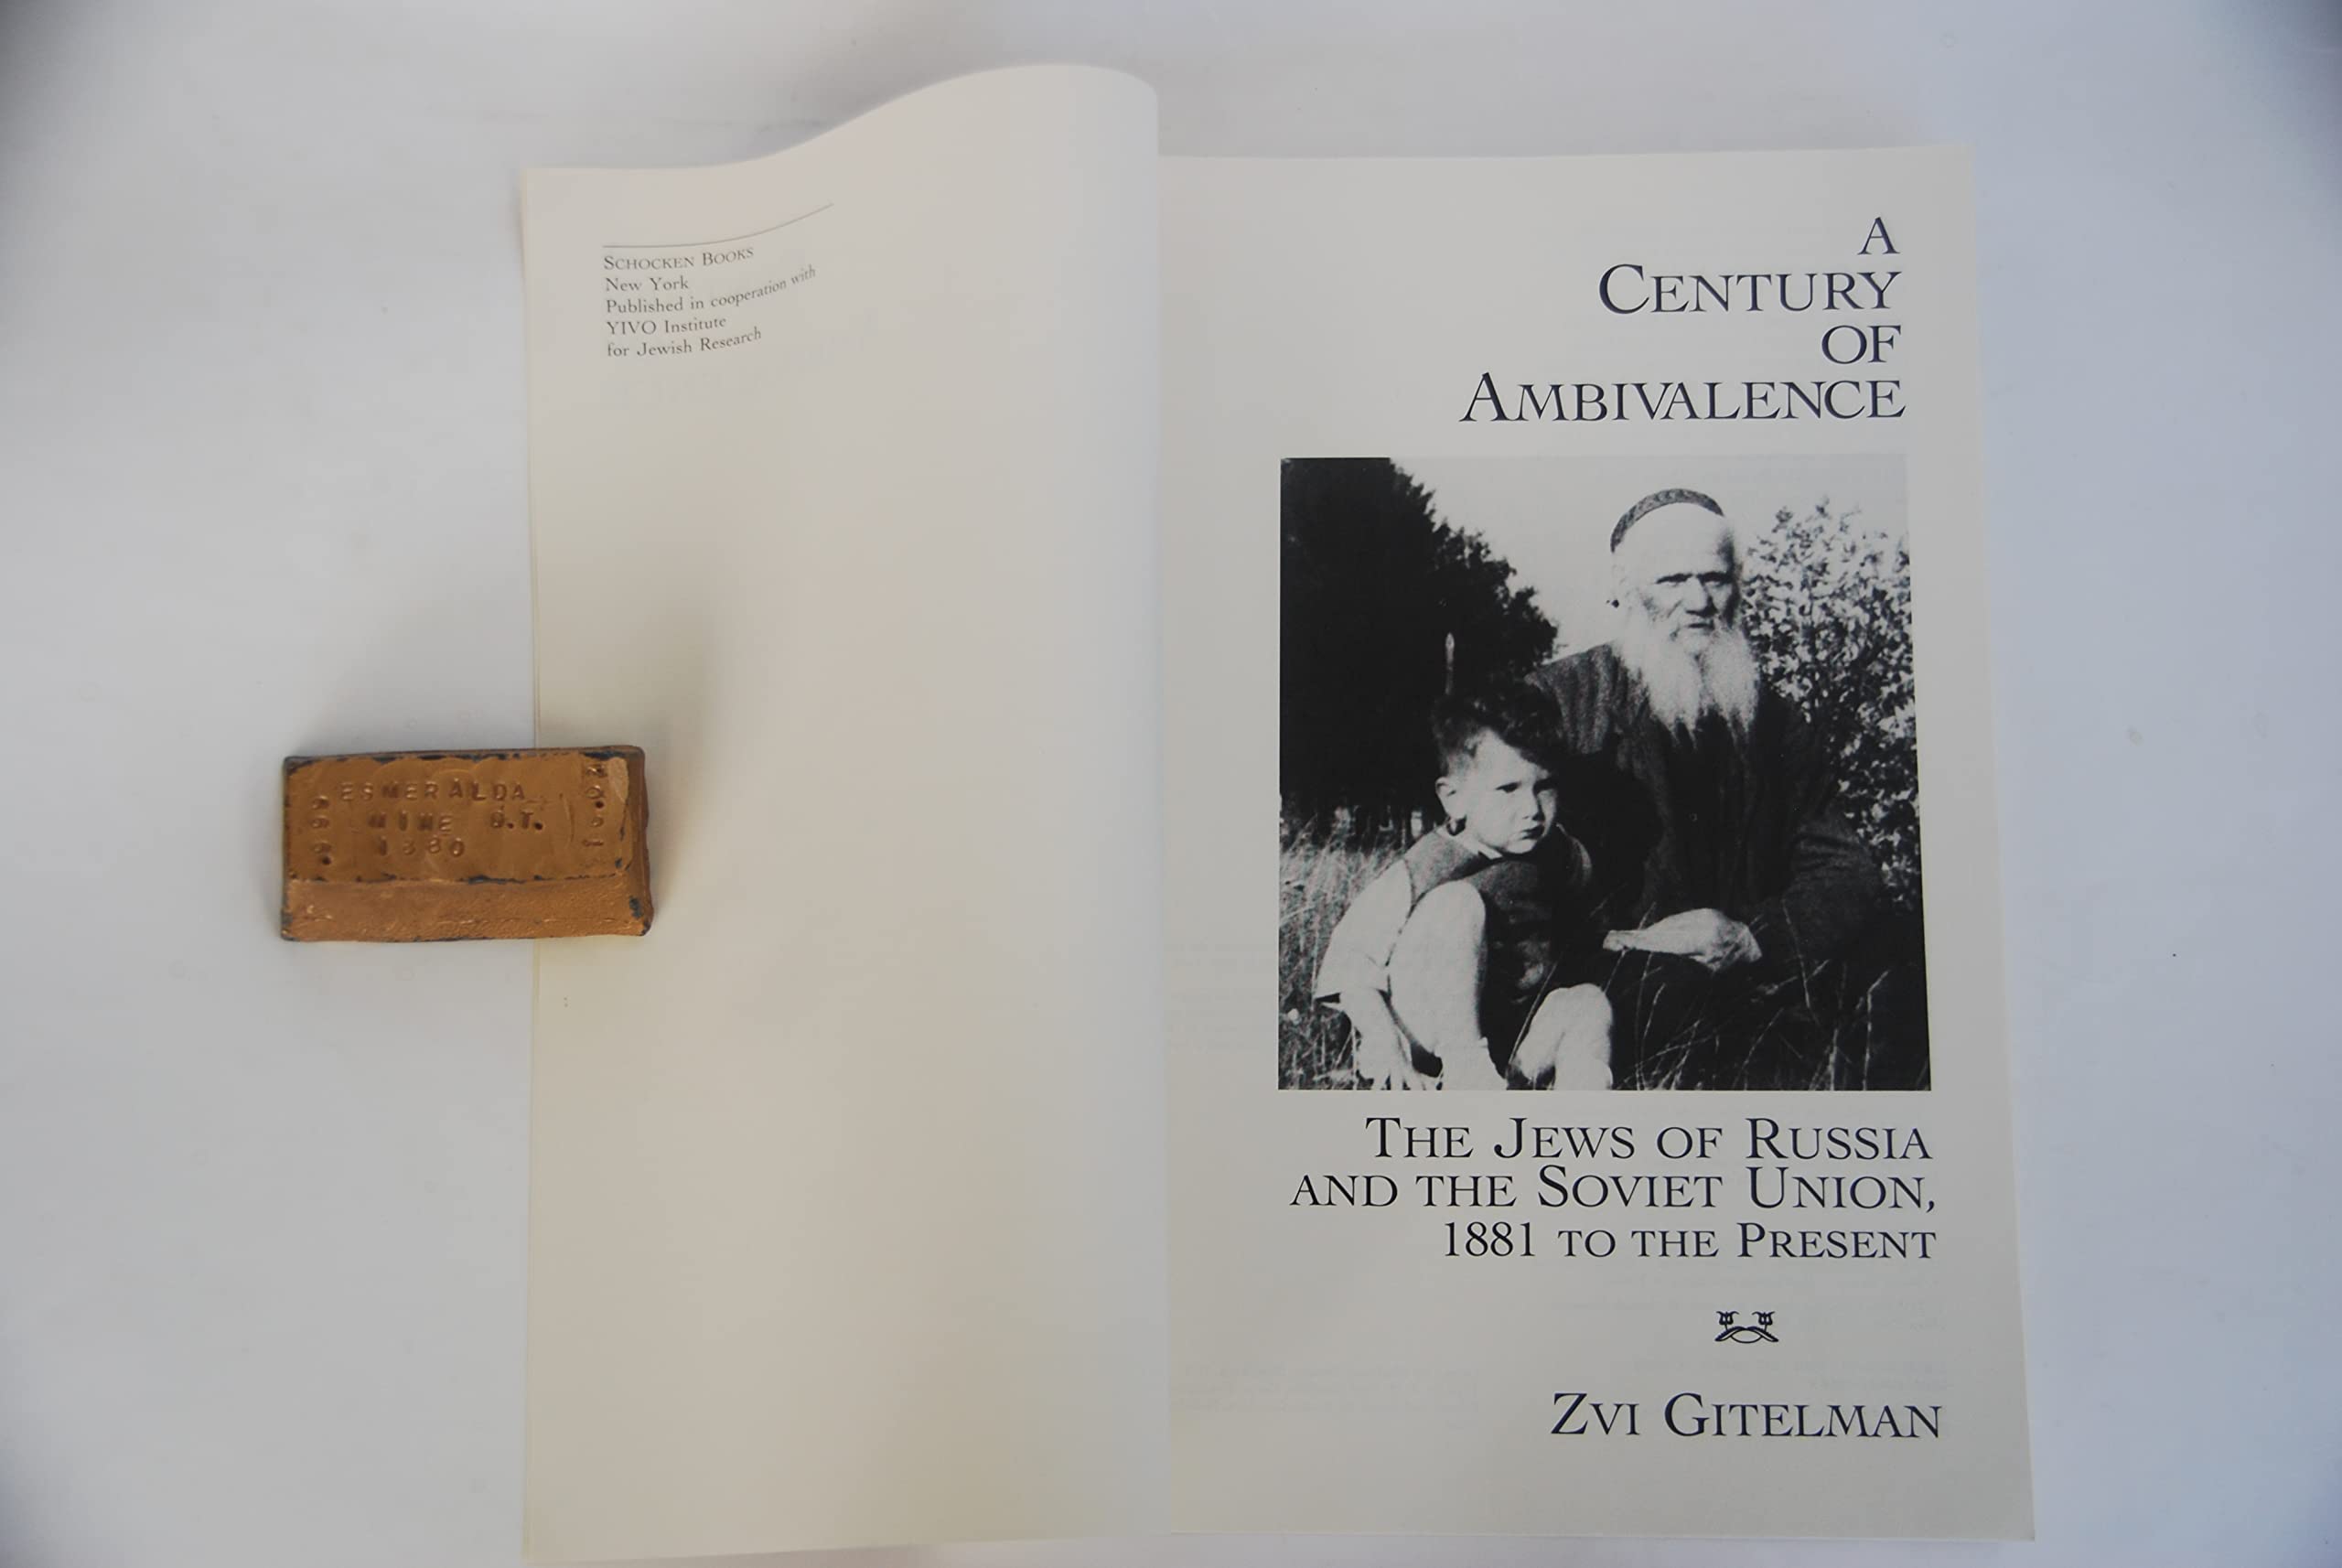 SCHOCKEN BOOKS
New York
Published in cooperation with
YIVO Institute
for Jewish Research
ESMERALDA
MINE
1880
A
CENTURY
OF
AMBIVALENCE
THE JEWS OF RUSSIA
AND THE SOVIET UNION,
1881 TO THE PRESENT
ZVI GITELMAN